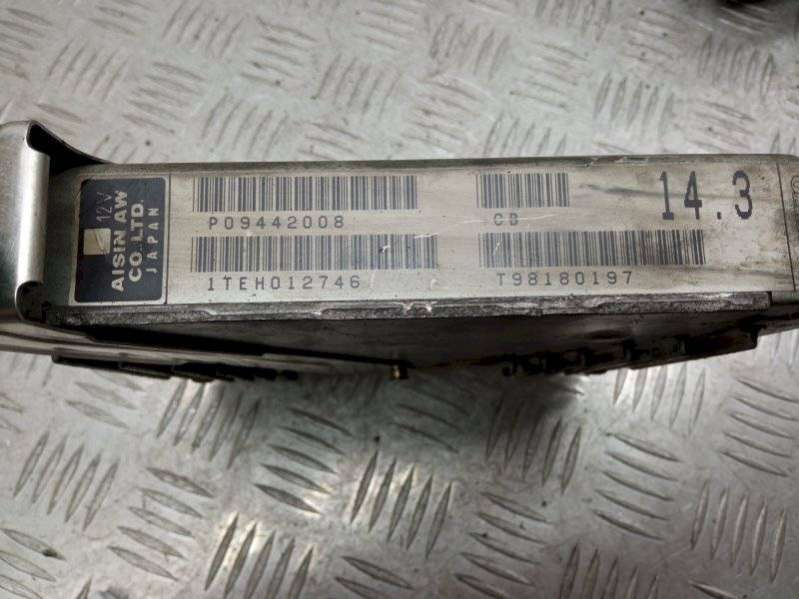 12V
AISIN AW
CO., LTD.
JAPAN
P09442008
CB
14.3
1TEH012746
T98180197